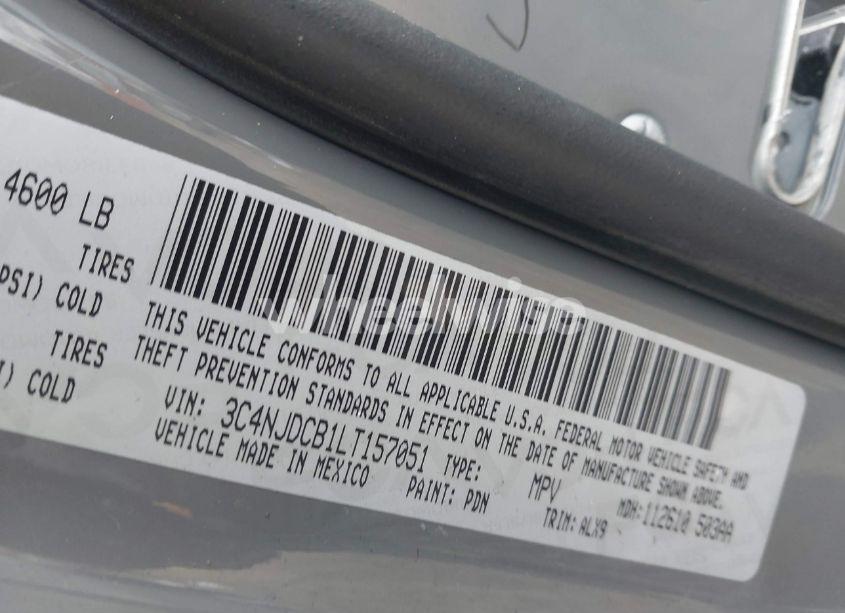 4600 LB
TIRES
PSI) COLD
TIRES
I) COLD
THIS VEHICLE CONFORMS TO ALL APPLICABLE U.S.A. FEDERAL MOTOR VEHICLE SAFETY AND
THEFT PREVENTION STANDARDS IN EFFECT ON THE DATE OF MANUFACTURE SHOWN ABOVE.
VIN: 3C4NJDCB1LT157051 TYPE: MPV MDH:112610 503AA
VEHICLE MADE IN MEXICO PAINT: PDN TRIM: ALX9
wheelwise